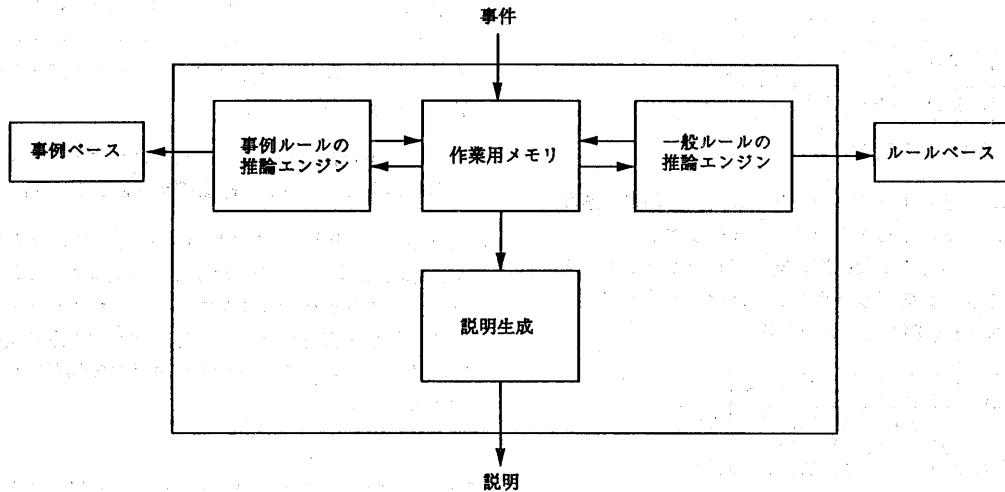 事件
事例ベース
事例ルールの
推論エンジン
作業用メモリ
一般ルールの
推論エンジン
ルールベース
説明生成
説明